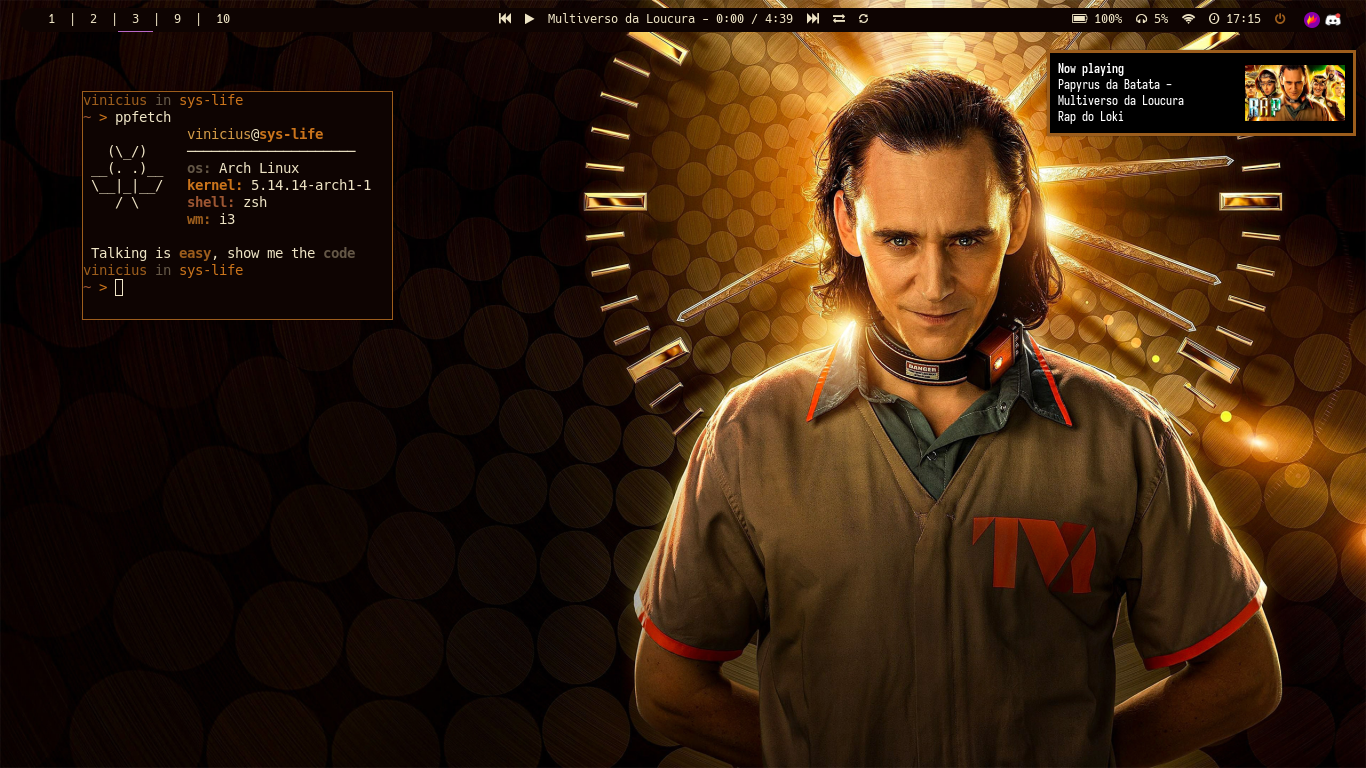 1 | 2 | 3 | 9 | 10
Multiverso da Loucura - 0:00 / 4:39
100% 5% 17:15
vinicius in sys-life
~ > ppfetch
vinicius@sys-life
(\_/)
__(. .)__ os: Arch Linux
\__|_|__/ kernel: 5.14.14-arch1-1
/ \ shell: zsh
wm: i3
Talking is easy, show me the code
vinicius in sys-life
~ >
Now playing
Papyrus da Batata -
Multiverso da Loucura
Rap do Loki
RAP
DANGER
TVA